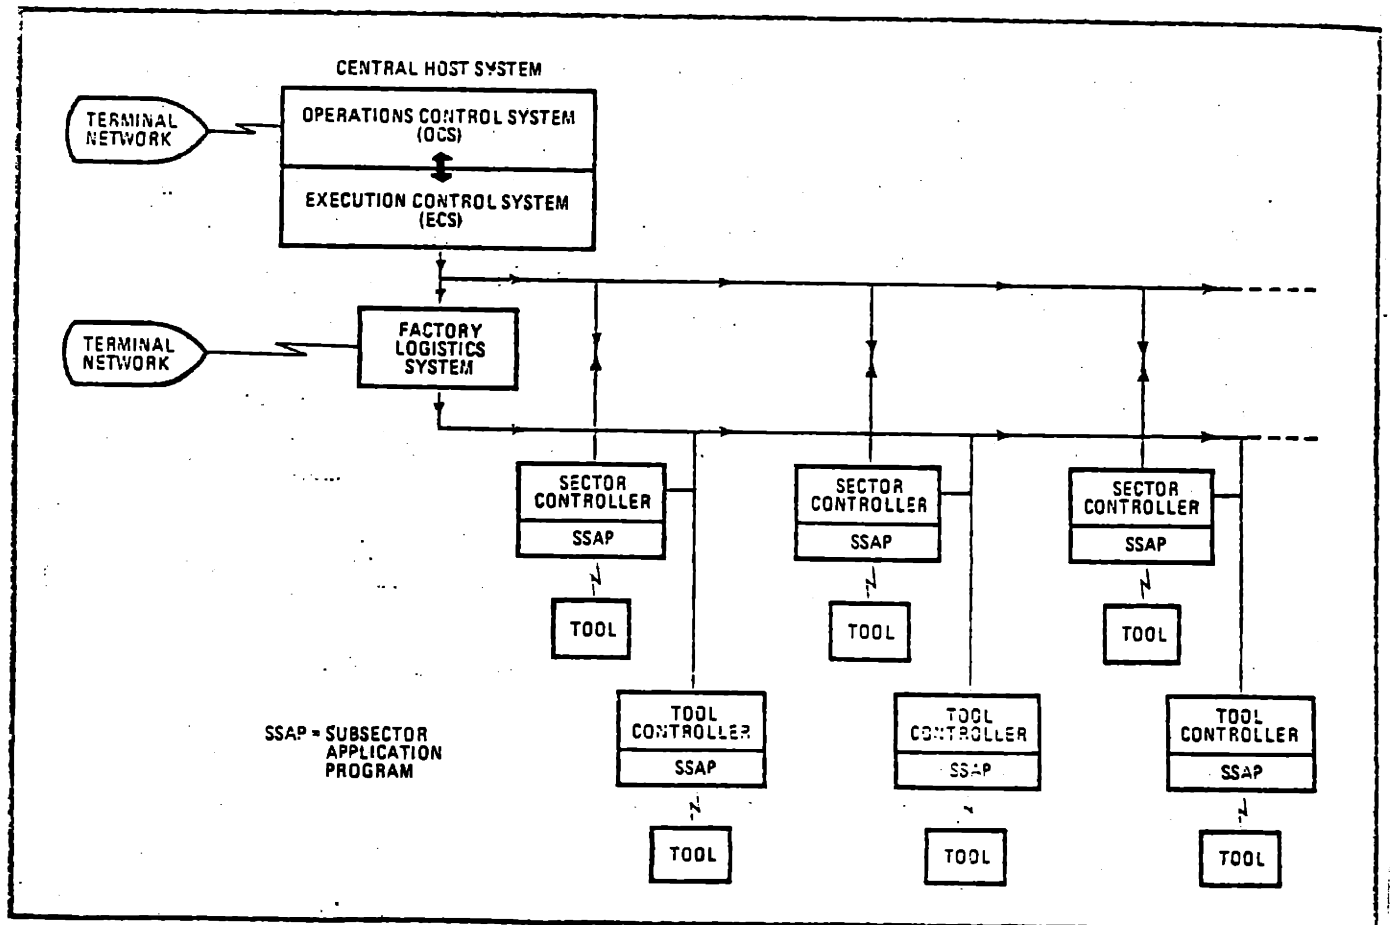 CENTRAL HOST SYSTEM
TERMINAL
NETWORK
OPERATIONS CONTROL SYSTEM
(OCS)
EXECUTION CONTROL SYSTEM
(ECS)
TERMINAL
NETWORK
FACTORY
LOGISTICS
SYSTEM
SECTOR
CONTROLLER
SSAP
TOOL
SECTOR
CONTROLLER
SSAP
TOOL
SECTOR
CONTROLLER
SSAP
TOOL
TOOL
CONTROLLER
SSAP
TOOL
TOOL
CONTROLLER
SSAP
TOOL
TOOL
CONTROLLER
SSAP
TOOL
SSAP = SUBSECTOR
APPLICATION
PROGRAM